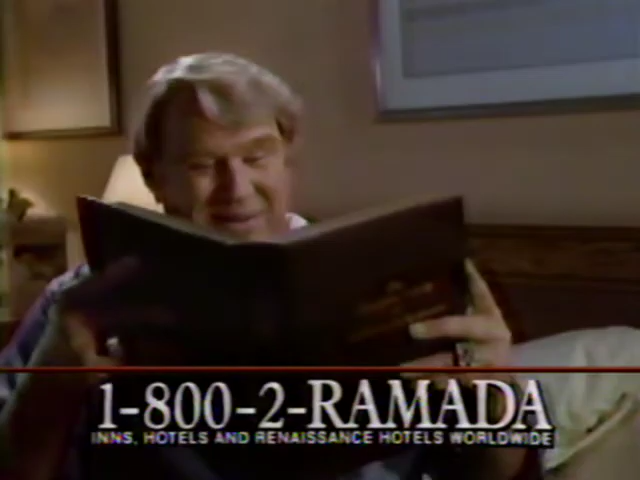 1-800-2-RAMADA
INNS, HOTELS AND RENAISSANCE HOTELS WORLDWIDE